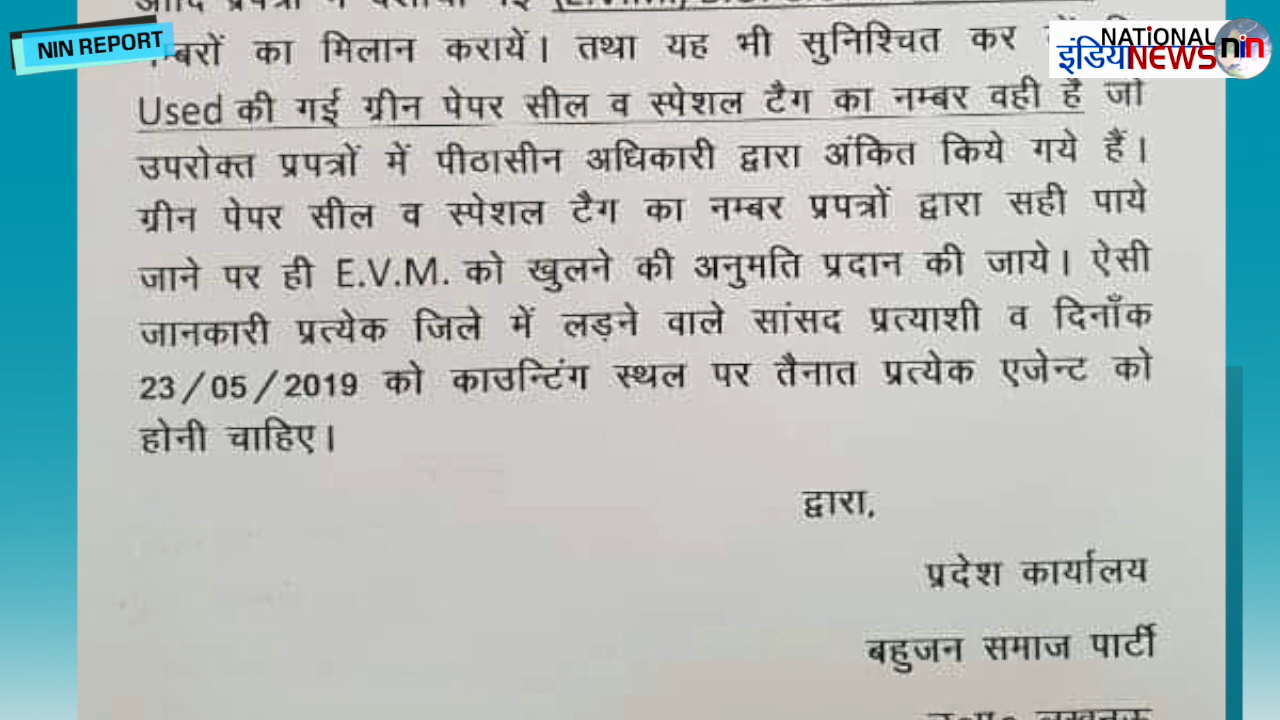 NIN REPORT
NATIONAL
इंडिया NEWS nin
म्बरों का मिलान करायें। तथा यह भी सुनिश्चित कर
Used की गई ग्रीन पेपर सील व स्पेशल टैग का नम्बर वही है जो
उपरोक्त प्रपत्रों में पीठासीन अधिकारी द्वारा अंकित किये गये हैं।
ग्रीन पेपर सील व स्पेशल टैग का नम्बर प्रपत्रों द्वारा सही पाये
जाने पर ही E.V.M. को खुलने की अनुमति प्रदान की जाये। ऐसी
जानकारी प्रत्येक जिले में लड़ने वाले सांसद प्रत्याशी व दिनाँक
23/05/2019 को काउन्टिंग स्थल पर तैनात प्रत्येक एजेन्ट को
होनी चाहिए।
द्वारा,
प्रदेश कार्यालय
बहुजन समाज पार्टी